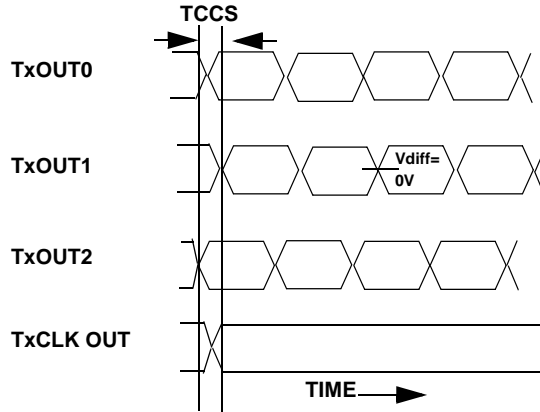 TCCS
TxOUT0
TxOUT1
Vdiff=
0V
TxOUT2
TxCLK OUT
TIME